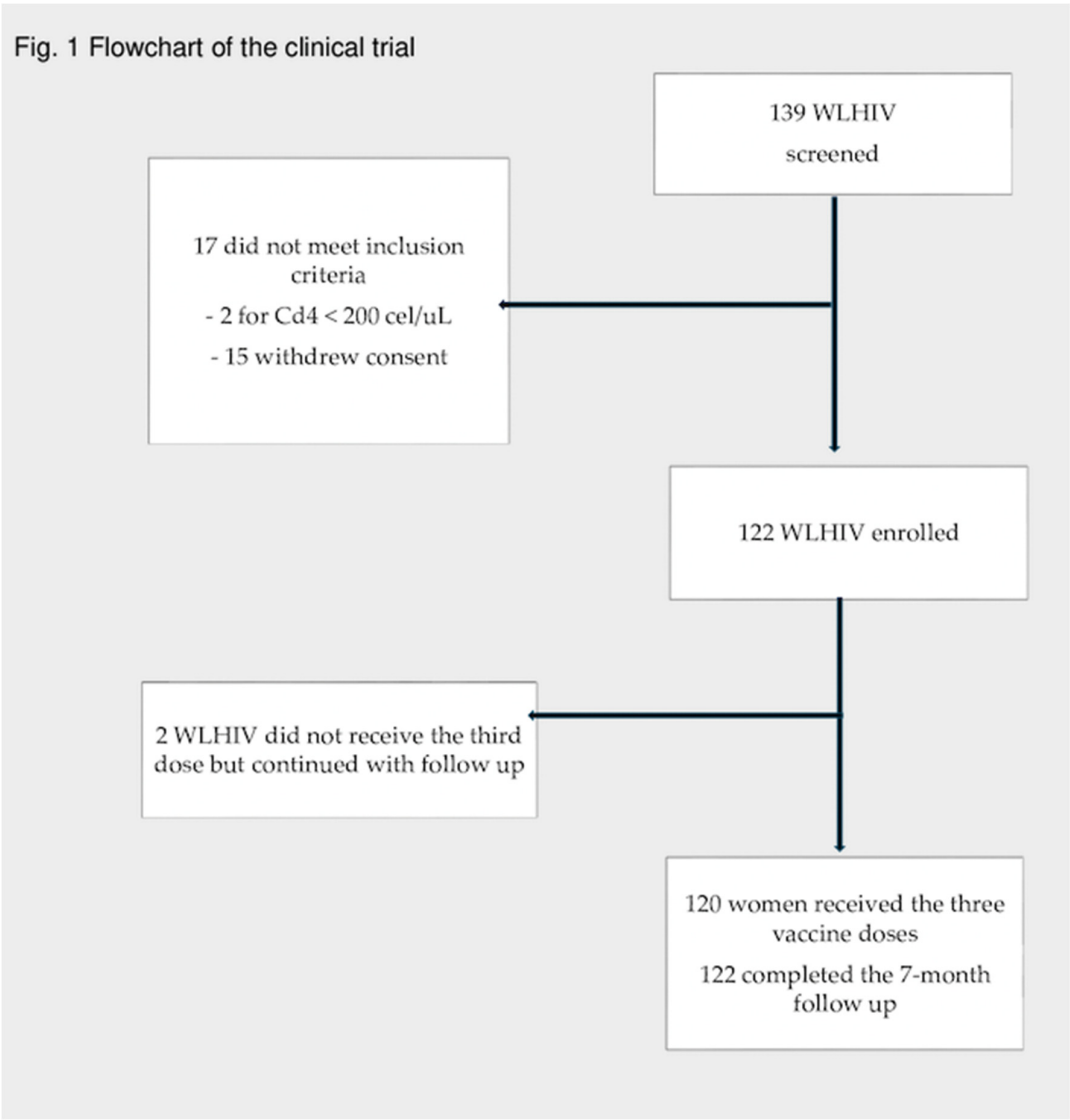 Fig. 1 Flowchart of the clinical trial
139 WLHIV
screened
17 did not meet inclusion
criteria
- 2 for Cd4 < 200 cel/uL
- 15 withdrew consent
122 WLHIV enrolled
2 WLHIV did not receive the third
dose but continued with follow up
120 women received the three
vaccine doses
122 completed the 7-month
follow up